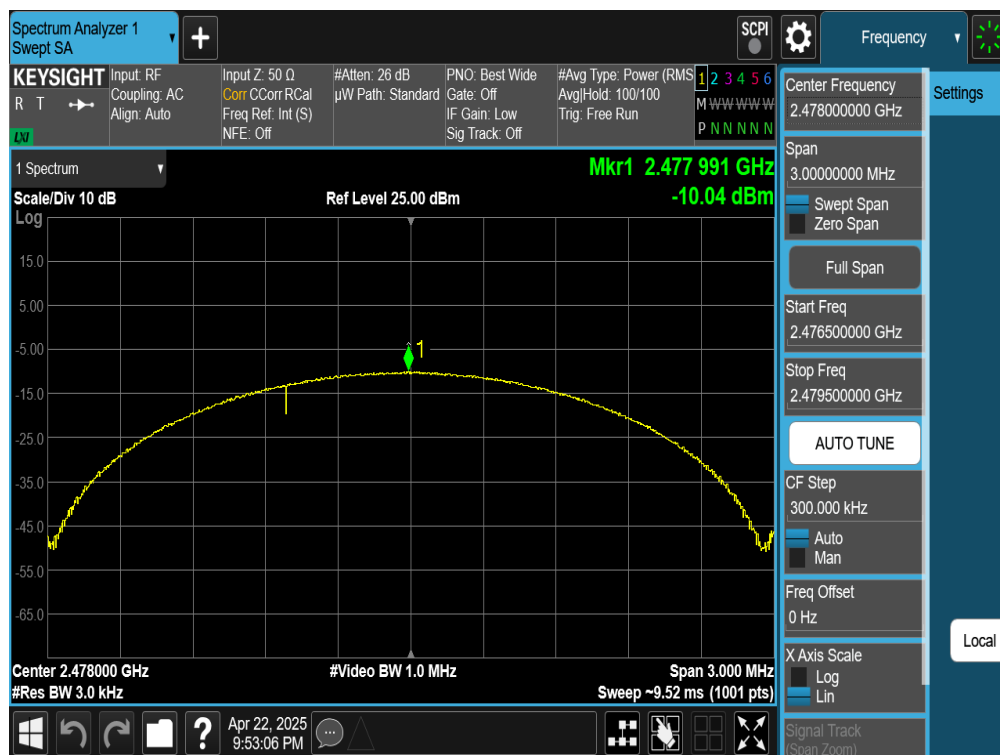 Spectrum Analyzer 1
Swept SA
+
SCPI
Frequency
KEYSIGHT
R T
LXI
Input: RF
Coupling: AC
Align: Auto
Input Z: 50 Ω
Corr CCorr RCal
Freq Ref: Int (S)
NFE: Off
#Atten: 26 dB
µW Path: Standard
PNO: Best Wide
Gate: Off
IF Gain: Low
Sig Track: Off
#Avg Type: Power (RMS
Avg|Hold: 100/100
Trig: Free Run
1 2 3 4 5 6
M W W W W W W
P N N N N N
1 Spectrum
Mkr1 2.477 991 GHz
-10.04 dBm
Scale/Div 10 dB
Ref Level 25.00 dBm
Log
15.0
5.00
-5.00
-15.0
-25.0
-35.0
-45.0
-55.0
-65.0
1
Center 2.478000 GHz
#Video BW 1.0 MHz
Span 3.000 MHz
#Res BW 3.0 kHz
Sweep ~9.52 ms (1001 pts)
Center Frequency
2.478000000 GHz
Span
3.00000000 MHz
Swept Span
Zero Span
Full Span
Start Freq
2.476500000 GHz
Stop Freq
2.479500000 GHz
AUTO TUNE
CF Step
300.000 kHz
Auto
Man
Freq Offset
0 Hz
X Axis Scale
Log
Lin
Signal Track
(Span Zoom)
Settings
Local
?
Apr 22, 2025
9:53:06 PM